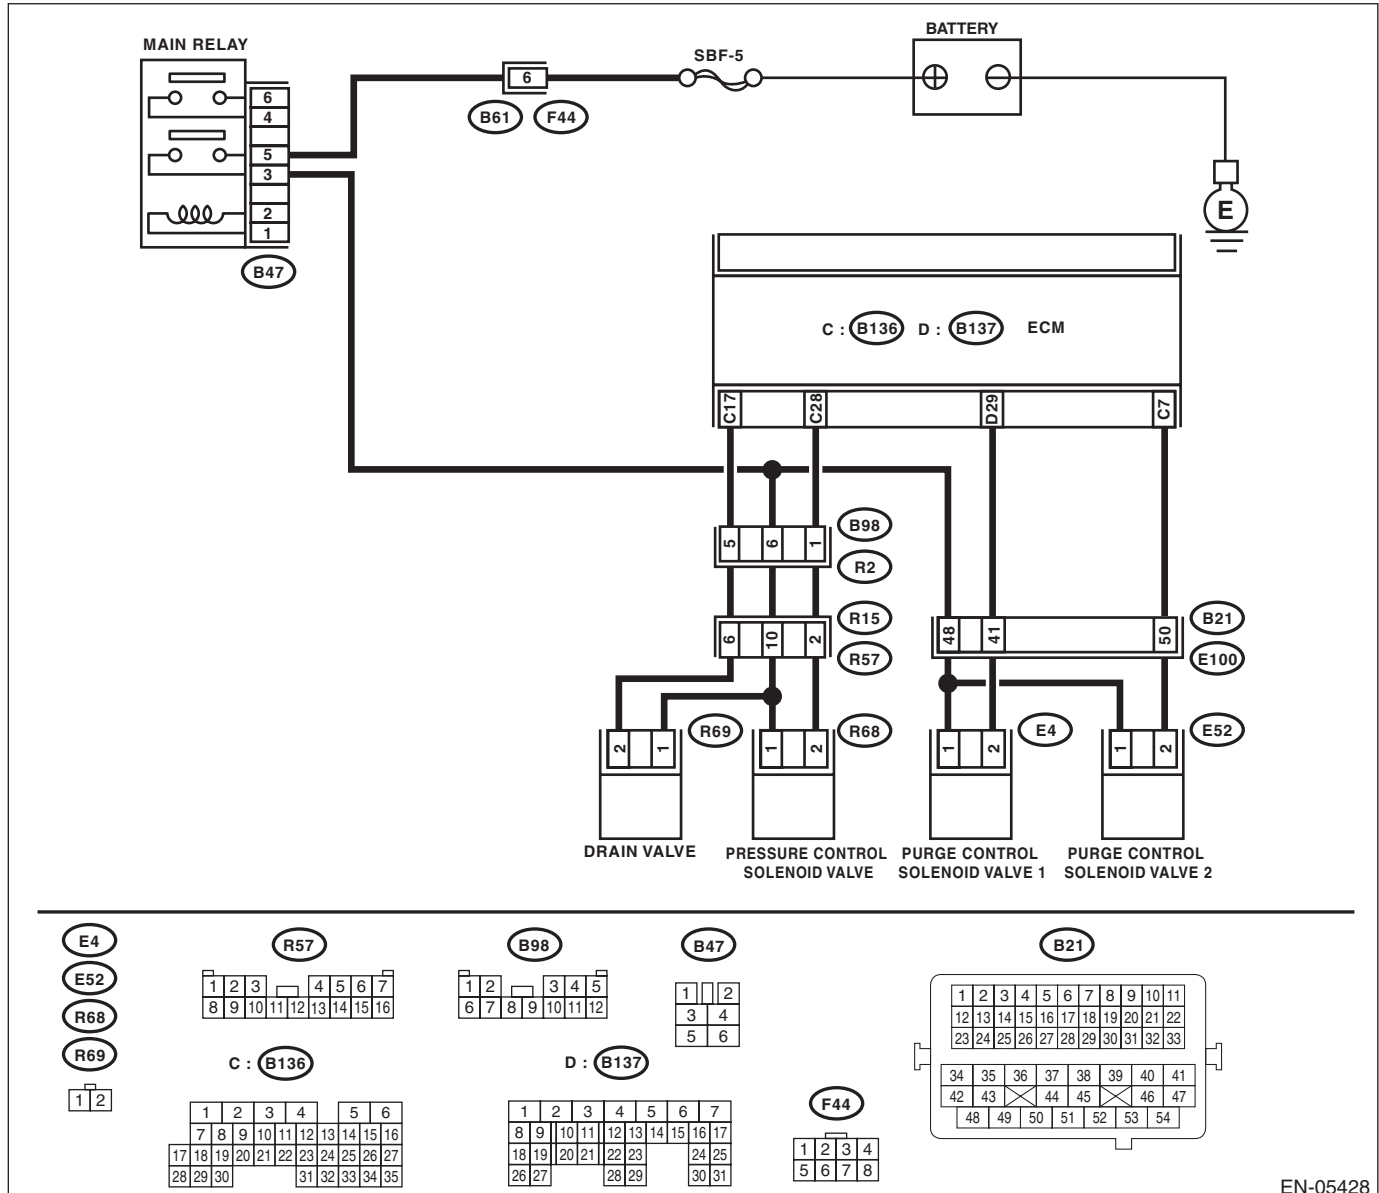 MAIN RELAY
6
4
5
3
2
1
B47
6
B61 F44
SBF-5
BATTERY
E
C : B136 D : B137 ECM
C17 C28 D29 C7
5 6 1
B98
R2
6 10 2
R15
R57
48 41 50
B21
E100
2 1
R69
1 2
R68
1 2
E4
1 2
E52
DRAIN VALVE
PRESSURE CONTROL
SOLENOID VALVE
PURGE CONTROL
SOLENOID VALVE 1
PURGE CONTROL
SOLENOID VALVE 2
E4
E52
R68
R69
1 2
R57
1 2 3 4 5 6 7
8 9 10 11 12 13 14 15 16
B98
1 2 3 4 5
6 7 8 9 10 11 12
B47
1 2
3 4
5 6
B21
1 2 3 4 5 6 7 8 9 10 11
12 13 14 15 16 17 18 19 20 21 22
23 24 25 26 27 28 29 30 31 32 33
34 35 36 37 38 39 40 41
42 43 44 45 46 47
48 49 50 51 52 53 54
C : B136
1 2 3 4 5 6
7 8 9 10 11 12 13 14 15 16
17 18 19 20 21 22 23 24 25 26 27
28 29 30 31 32 33 34 35
D : B137
1 2 3 4 5 6 7
8 9 10 11 12 13 14 15 16 17
18 19 20 21 22 23 24 25
26 27 28 29 30 31
F44
1 2 3 4
5 6 7 8
EN-05428